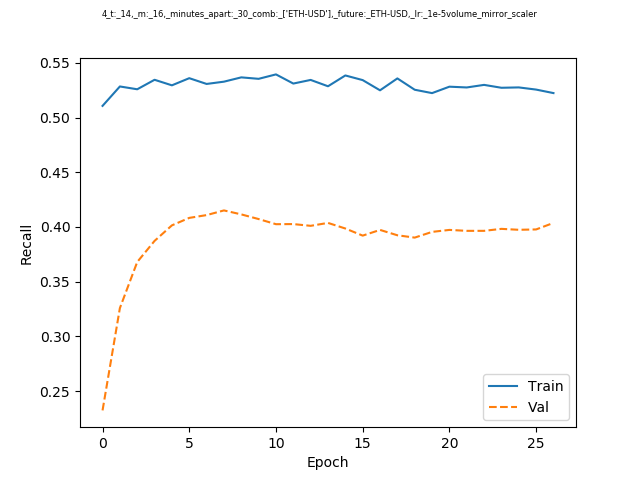 4_t:_14,_m:_16,_minutes_apart:_30_comb:_['ETH-USD'],_future:_ETH-USD,_lr:_1e-5volume_mirror_scaler
0.55
0.50
0.45
0.40
0.35
0.30
0.25
Recall
Train
Val
0 5 10 15 20 25
Epoch